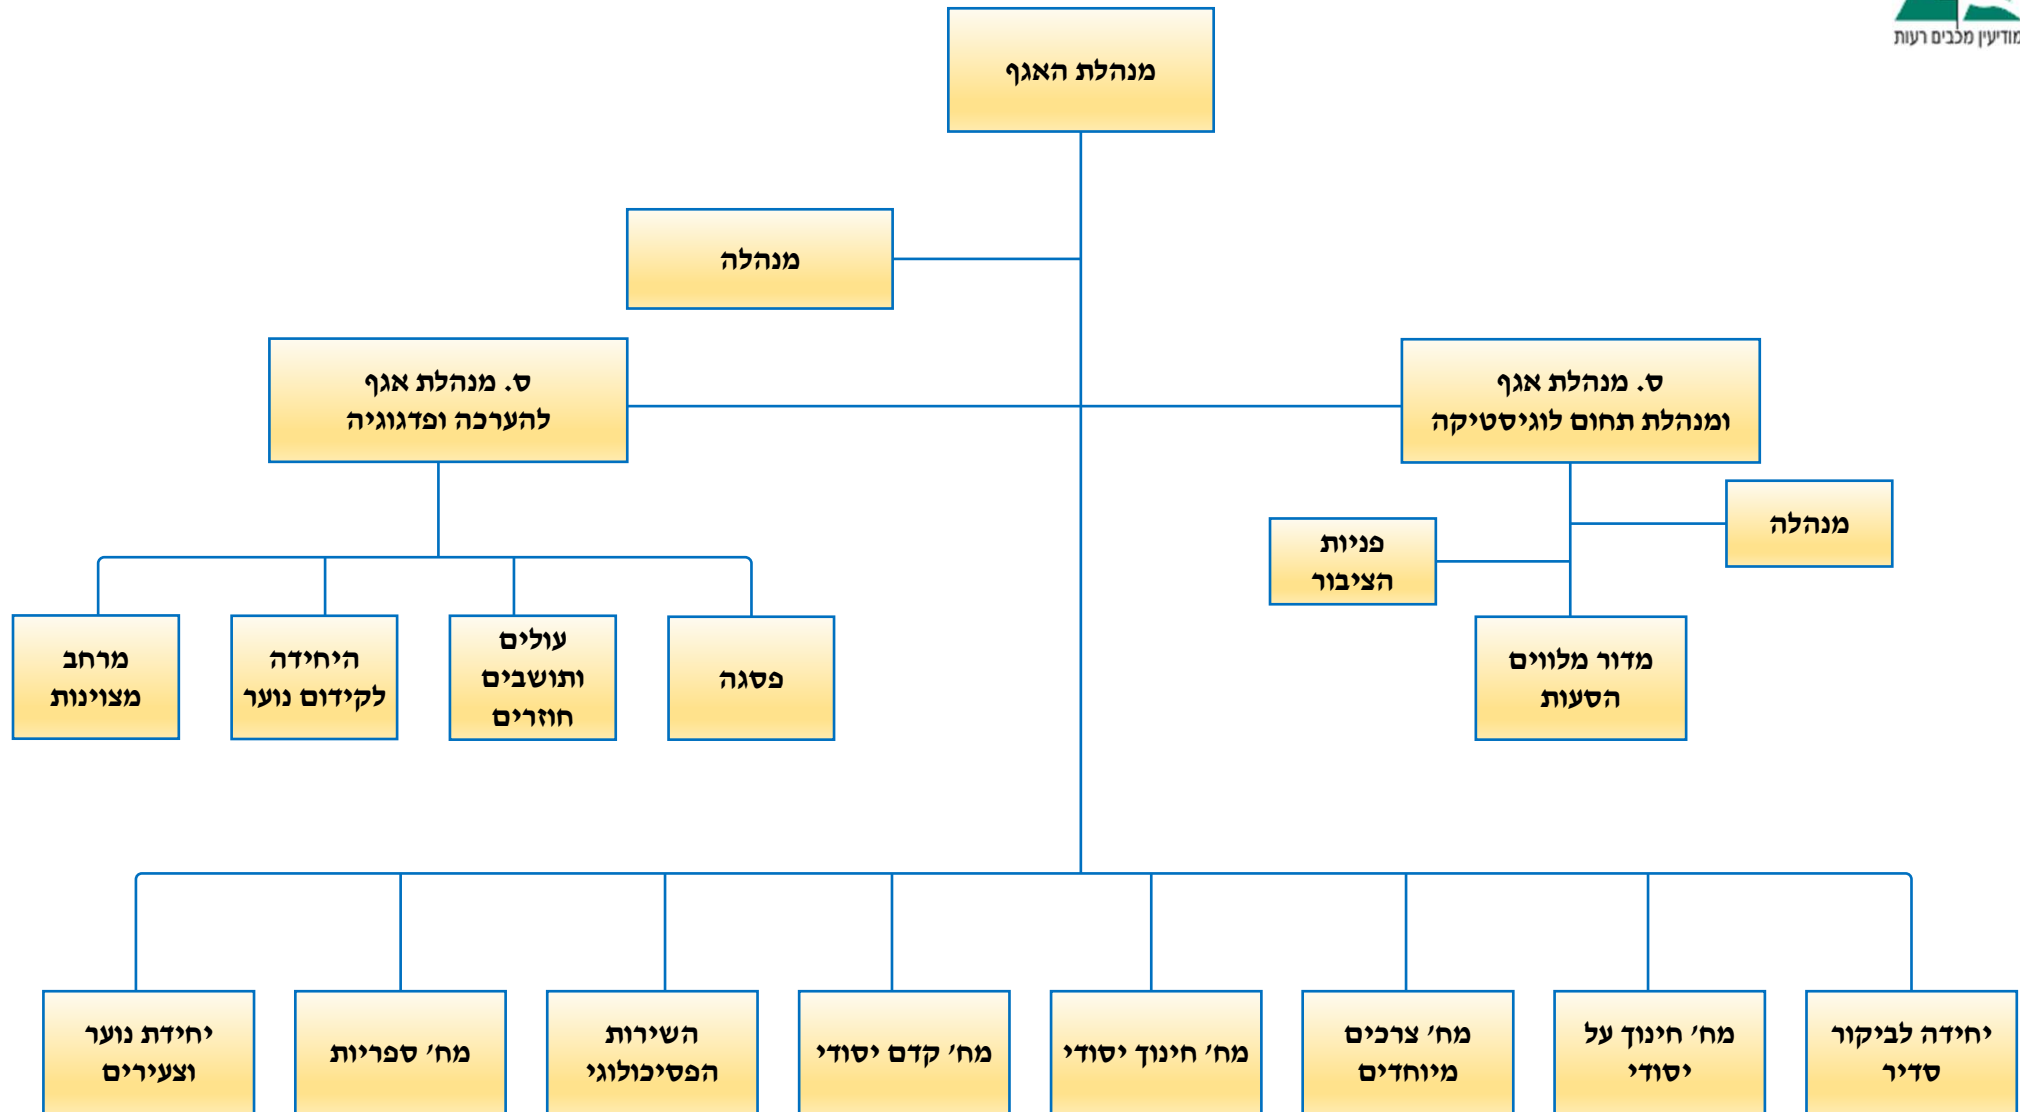 מודיעין מכבים רעות
מנהלת האגף
מנהלה
ס. מנהלת אגף
ומנהלת תחום לוגיסטיקה
ס. מנהלת אגף
להערכה ופדגוגיה
מנהלה
פניות
הציבור
מדור מלווים
הסעות
פסגה
עולים
ותושבים
חוזרים
היחידה
לקידום נוער
מרחב
מצוינות
יחידה לביקור
סדיר
מח' חינוך על
יסודי
מח' צרכים
מיוחדים
מח' חינוך יסודי
מח' קדם יסודי
השירות
הפסיכולוגי
מח' ספריות
יחידת נוער
וצעירים